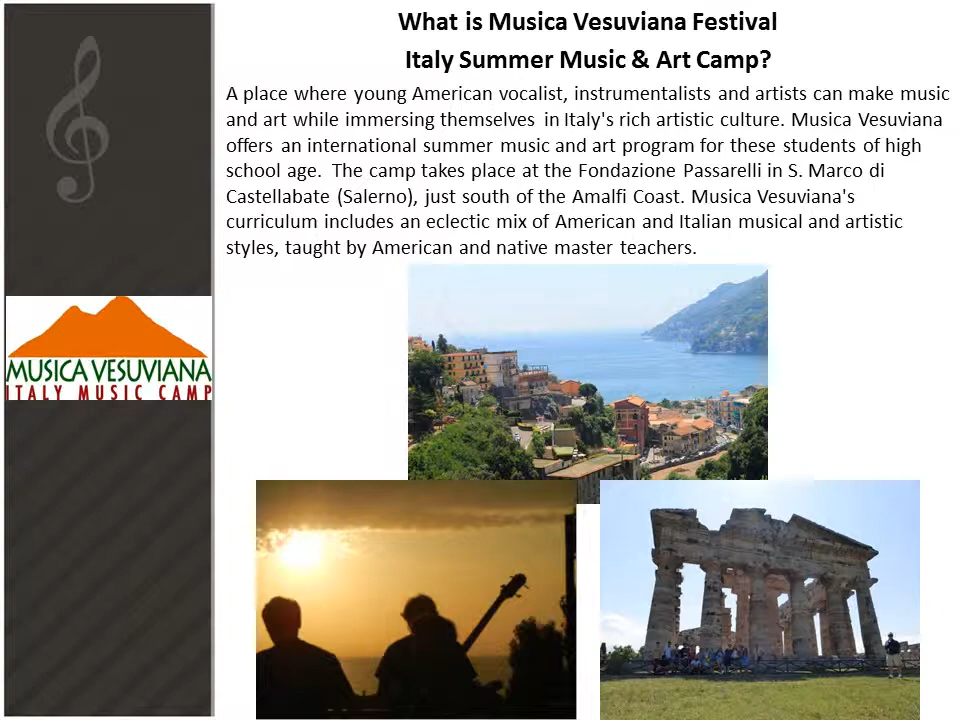 What is Musica Vesuviana Festival
Italy Summer Music & Art Camp?
A place where young American vocalist, instrumentalists and artists can make music
and art while immersing themselves in Italy's rich artistic culture. Musica Vesuviana
offers an international summer music and art program for these students of high
school age. The camp takes place at the Fondazione Passarelli in S. Marco di
Castellabate (Salerno), just south of the Amalfi Coast. Musica Vesuviana's
curriculum includes an eclectic mix of American and Italian musical and artistic
styles, taught by American and native master teachers.
MUSICA VESUVIANA
ITALY MUSIC CAMP